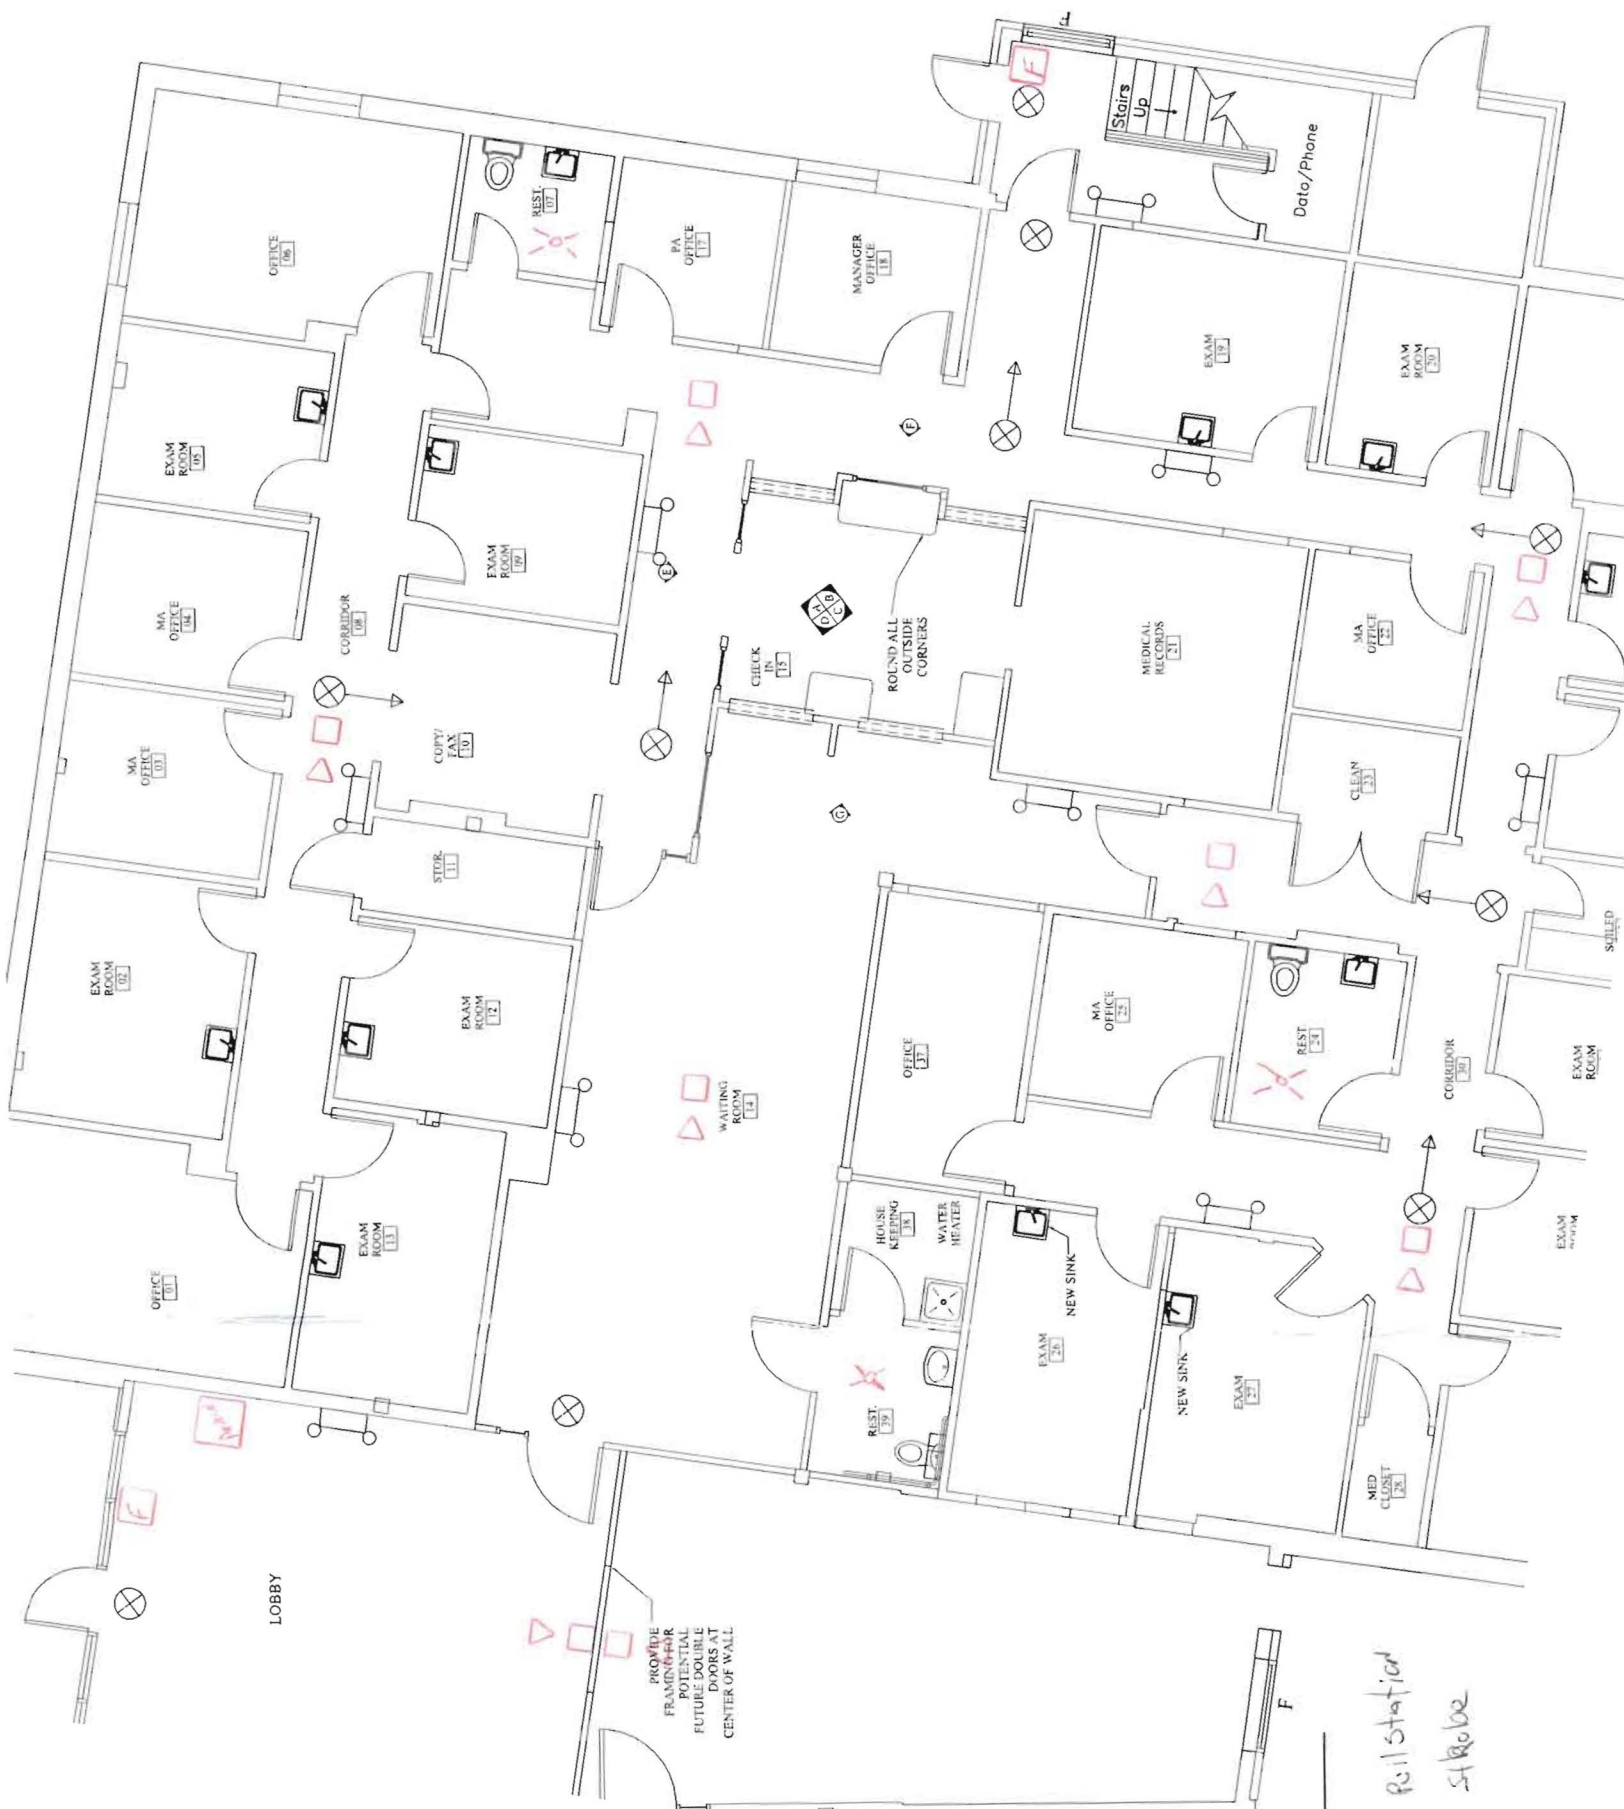 OFFICE
06
REST.
07
PA
OFFICE
17
MANAGER
OFFICE
18
F
Stairs
Up
Data/Phone
EXAM
ROOM
05
MA
OFFICE
04
MA
OFFICE
03
EXAM
ROOM
02
OFFICE
01
CORRIDOR
08
EXAM
ROOM
09
COPY/
FAX
10
STOR.
11
EXAM
ROOM
12
EXAM
ROOM
13
E
F
G
CHECK
IN
15
A
B
C
D
ROUND ALL
OUTSIDE
CORNERS
EXAM
19
EXAM
ROOM
20
MEDICAL
RECORDS
21
MA
OFFICE
22
CLEAN
23
WAITING
ROOM
14
OFFICE
37
MA
OFFICE
25
REST
24
CORRIDOR
30
SOILED
EXAM
ROOM
EXAM
ROOM
HOUSE
KEEPING
38
WATER
HEATER
NEW SINK
EXAM
26
REST.
39
NEW SINK
EXAM
27
MED
CLOSET
28
F
LOBBY
PROVIDE
FRAMING FOR
POTENTIAL
FUTURE DOUBLE
DOORS AT
CENTER OF WALL
F
Pull station
Strobe